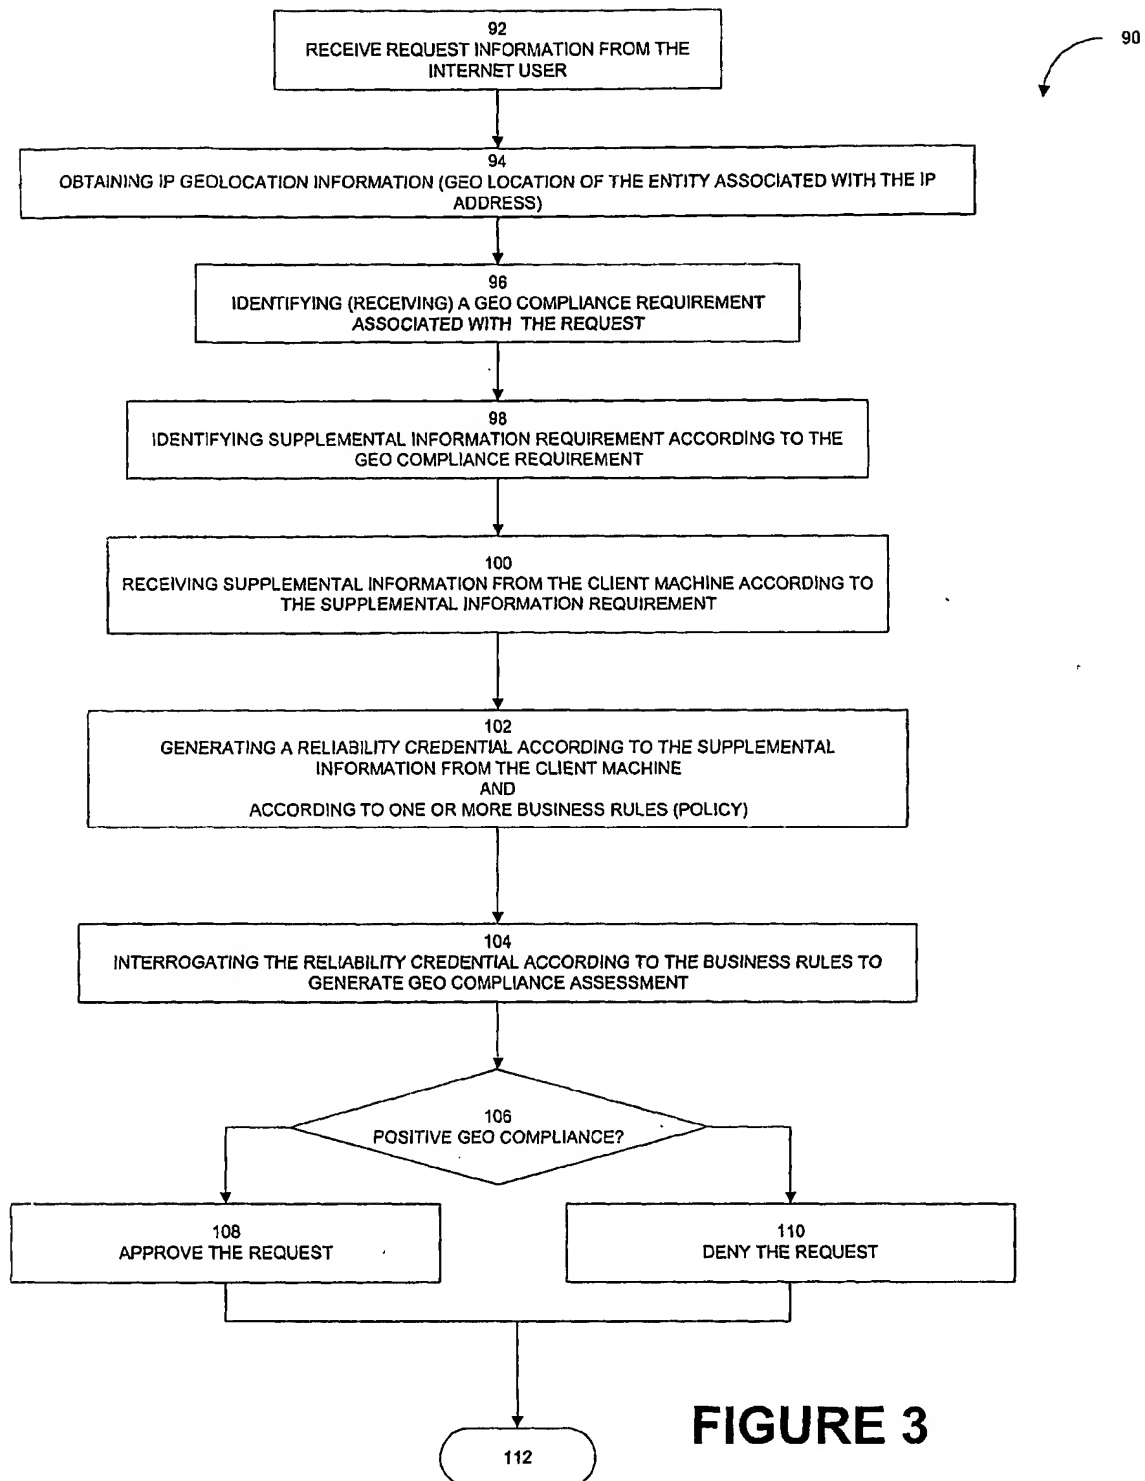 92
RECEIVE REQUEST INFORMATION FROM THE
INTERNET USER
90
94
OBTAINING IP GEOLOCATION INFORMATION (GEO LOCATION OF THE ENTITY ASSOCIATED WITH THE IP
ADDRESS)
96
IDENTIFYING (RECEIVING) A GEO COMPLIANCE REQUIREMENT
ASSOCIATED WITH THE REQUEST
98
IDENTIFYING SUPPLEMENTAL INFORMATION REQUIREMENT ACCORDING TO THE
GEO COMPLIANCE REQUIREMENT
100
RECEIVING SUPPLEMENTAL INFORMATION FROM THE CLIENT MACHINE ACCORDING TO
THE SUPPLEMENTAL INFORMATION REQUIREMENT
102
GENERATING A RELIABILITY CREDENTIAL ACCORDING TO THE SUPPLEMENTAL
INFORMATION FROM THE CLIENT MACHINE
AND
ACCORDING TO ONE OR MORE BUSINESS RULES (POLICY)
104
INTERROGATING THE RELIABILITY CREDENTIAL ACCORDING TO THE BUSINESS RULES TO
GENERATE GEO COMPLIANCE ASSESSMENT
106
POSITIVE GEO COMPLIANCE?
108
APPROVE THE REQUEST
110
DENY THE REQUEST
112
FIGURE 3